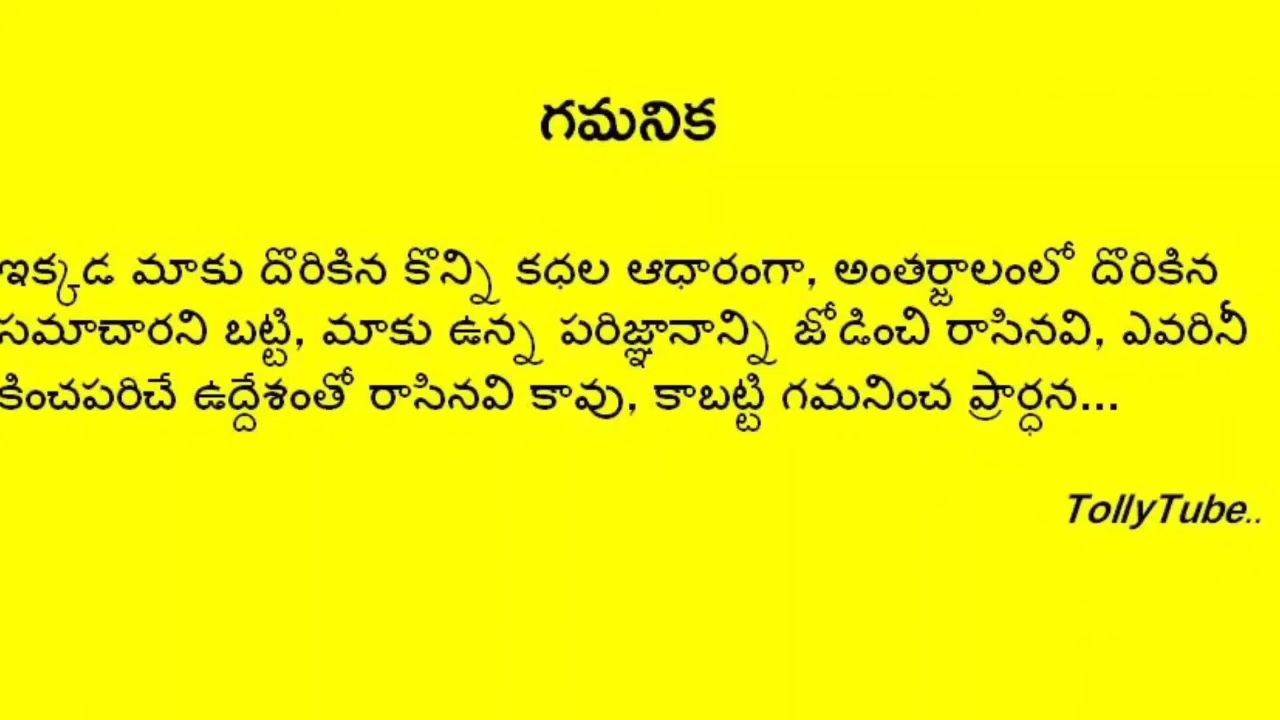 గమనిక
ఇక్కడ మాకు దొరికిన కొన్ని కధల ఆధారంగా, అంతర్జాలంలో దొరికిన
సమాచారని బట్టి, మాకు ఉన్న పరిజ్ఞానాన్ని జోడించి రాసినవి, ఎవరినీ
కించపరిచే ఉద్దేశంతో రాసినవి కావు, కాబట్టి గమనించ ప్రార్ధన...
TollyTube..